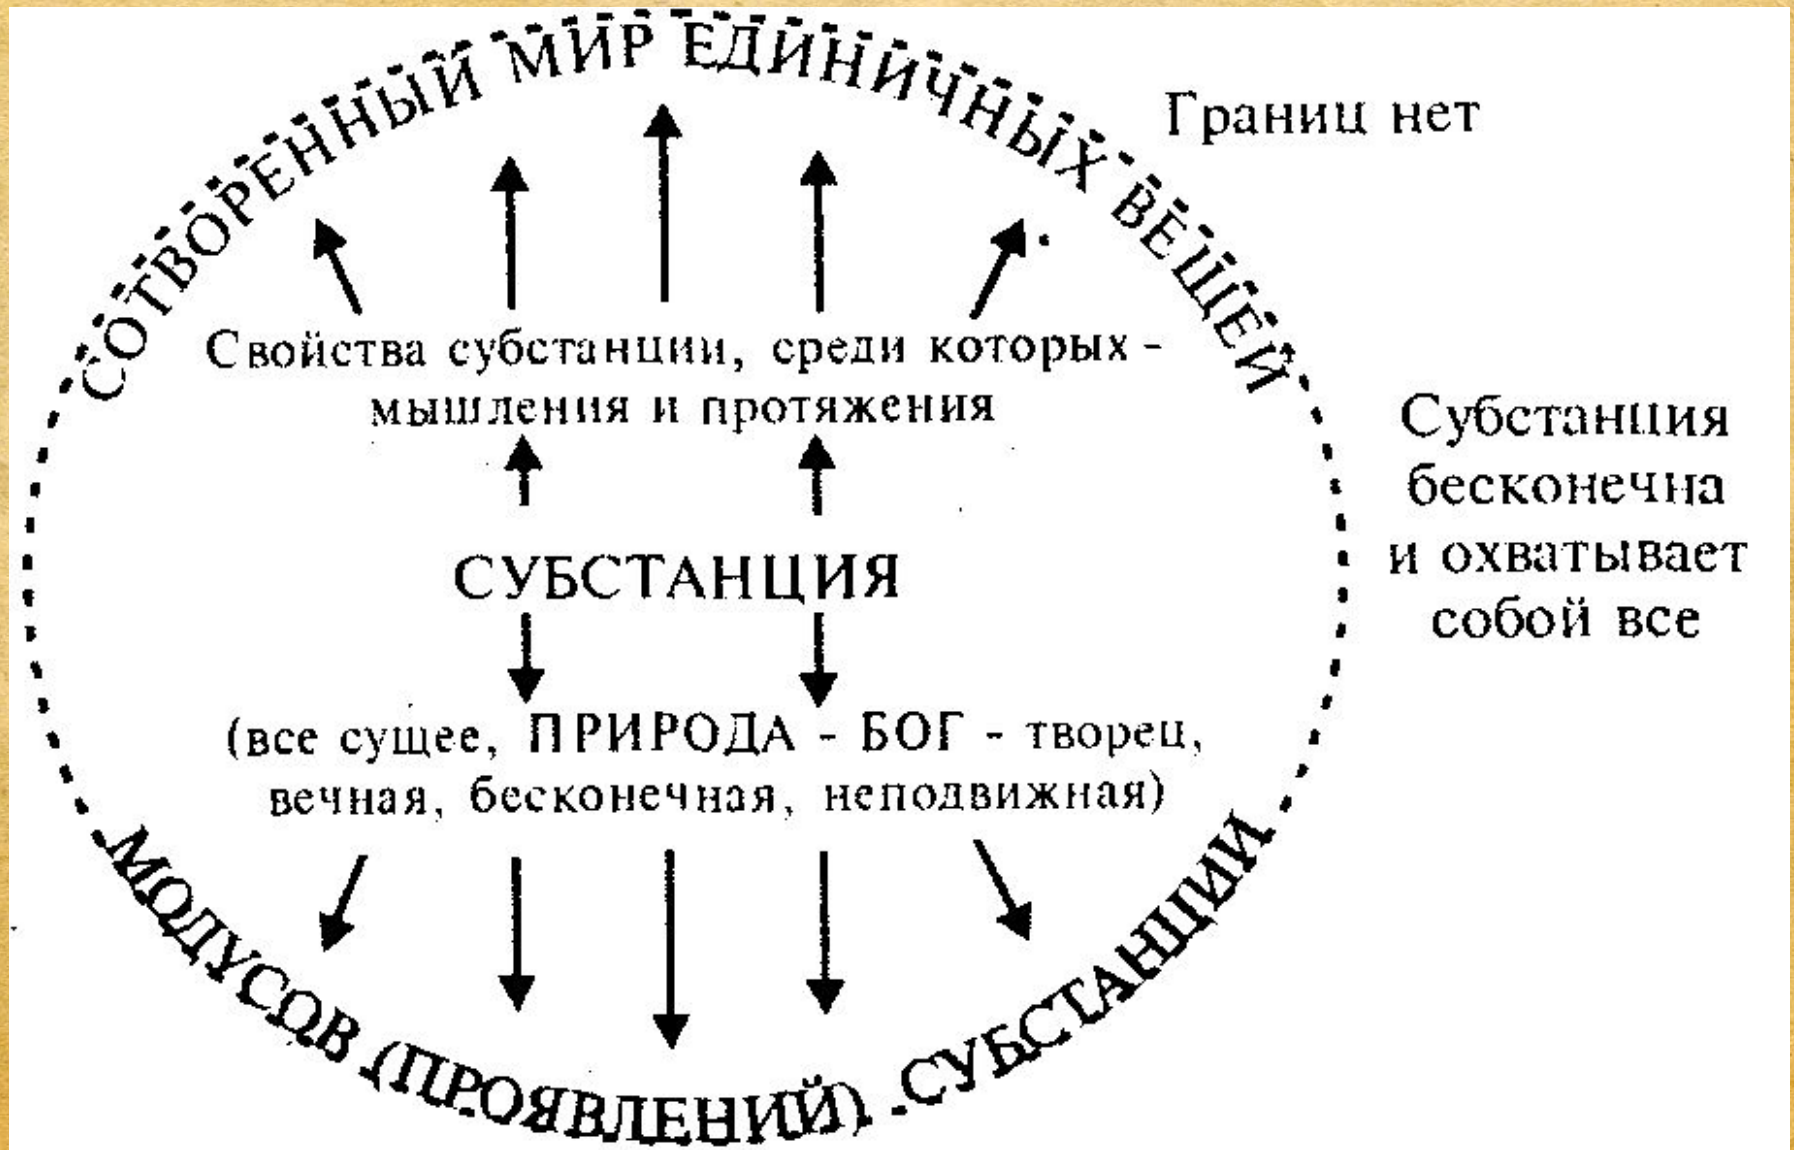 СОТВОРЕННЫЙ МИР ЕДИНИЧНЫХ ВЕЩЕЙ
Границ нет
Свойства субстанции, среди которых -
мышления и протяжения
Субстанция
бесконечна
и охватывает
собой все
СУБСТАНЦИЯ
(все сущее, ПРИРОДА - БОГ - творец,
вечная, бесконечная, неподвижная)
МОДУСОВ (ПРОЯВЛЕНИЙ) СУБСТАНЦИИ